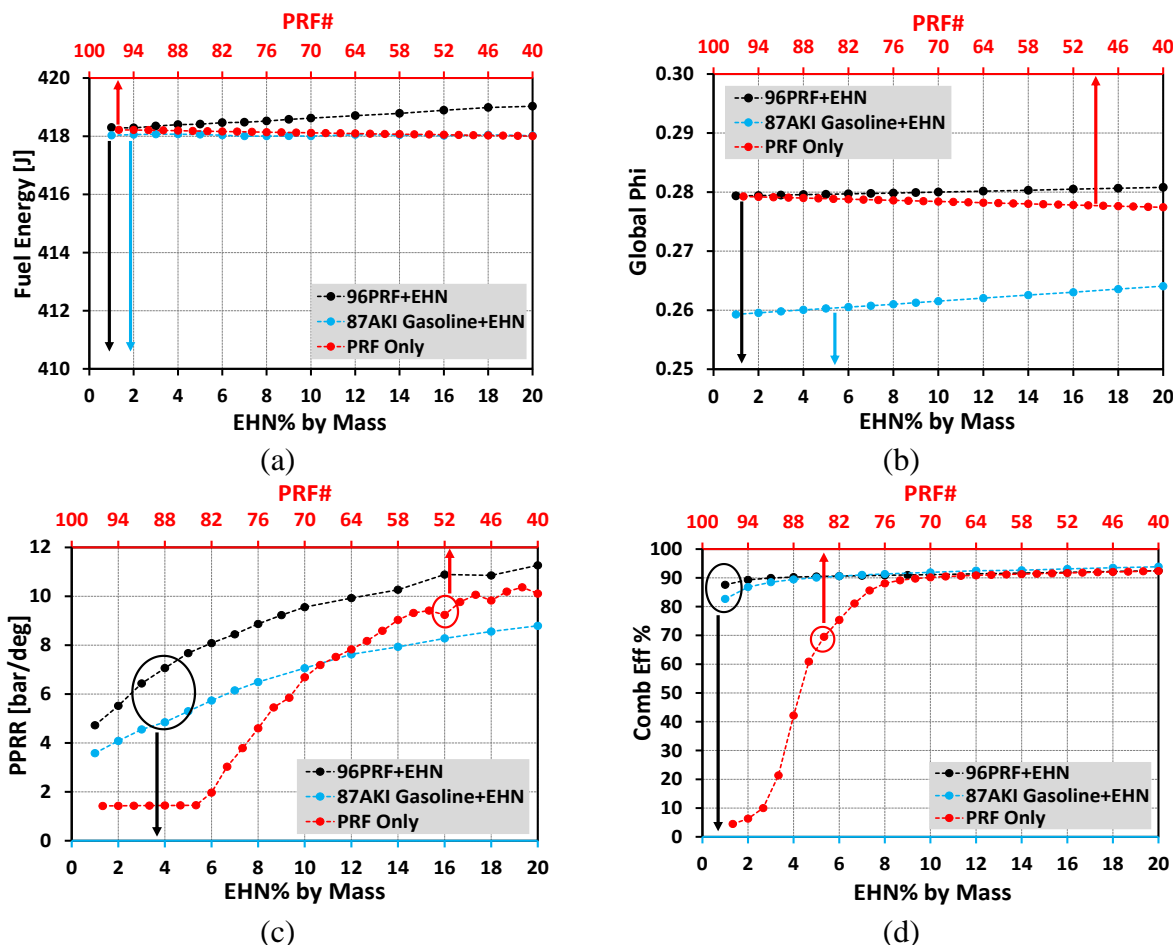 PRF#
100 94 88 82 76 70 64 58 52 46 40
420
418
416
414
412
410
Fuel Energy [J]
96PRF+EHN
87AKI Gasoline+EHN
PRF Only
0 2 4 6 8 10 12 14 16 18 20
EHN% by Mass
(a)
PRF#
100 94 88 82 76 70 64 58 52 46 40
0.30
0.29
0.28
0.27
0.26
0.25
Global Phi
96PRF+EHN
87AKI Gasoline+EHN
PRF Only
0 2 4 6 8 10 12 14 16 18 20
EHN% by Mass
(b)
PRF#
100 94 88 82 76 70 64 58 52 46 40
12
10
8
6
4
2
0
PPRR [bar/deg]
96PRF+EHN
87AKI Gasoline+EHN
PRF Only
0 2 4 6 8 10 12 14 16 18 20
EHN% by Mass
(c)
PRF#
100 94 88 82 76 70 64 58 52 46 40
100
90
80
70
60
50
40
30
20
10
0
Comb Eff %
96PRF+EHN
87AKI Gasoline+EHN
PRF Only
0 2 4 6 8 10 12 14 16 18 20
EHN% by Mass
(d)